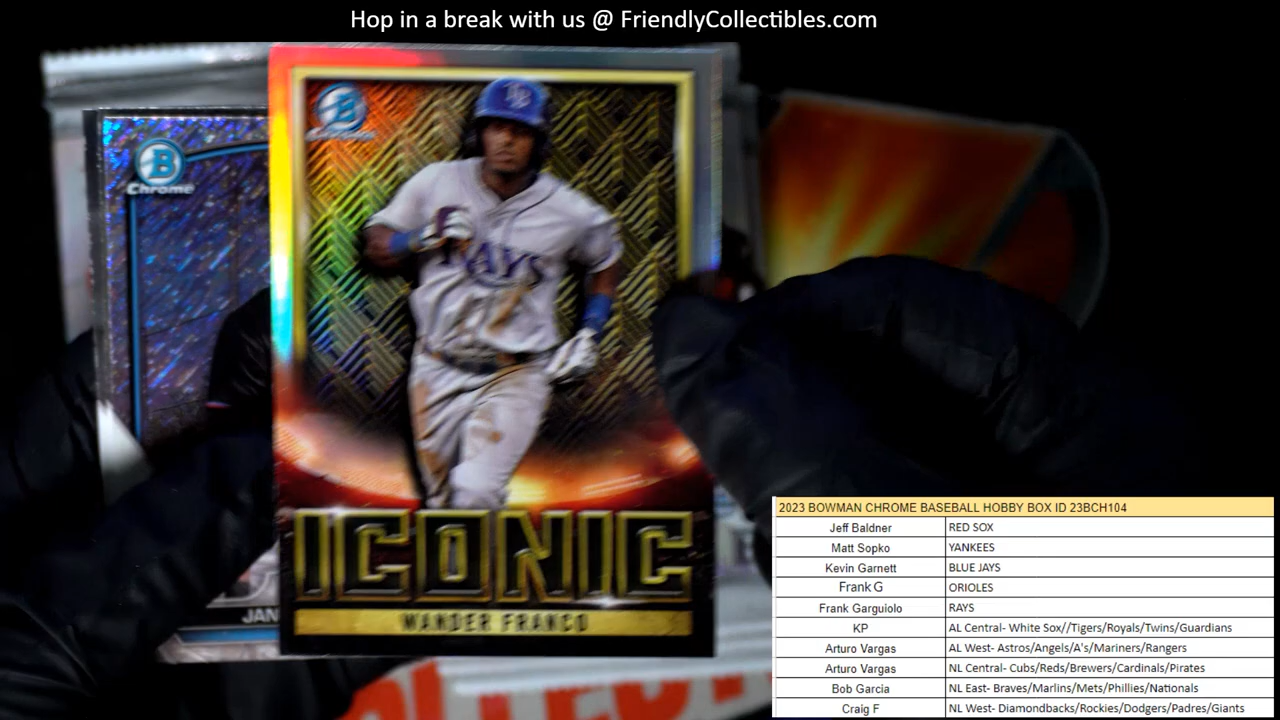 Hop in a break with us @ FriendlyCollectibles.com
B
Chrome
B
RAYS
ICONIC
WANDER FRANCO
JAN
2023 BOWMAN CHROME BASEBALL HOBBY BOX ID 23BCH104
Jeff Baldner RED SOX
Matt Sopko YANKEES
Kevin Garnett BLUE JAYS
Frank G ORIOLES
Frank Garguiolo RAYS
KP AL Central- White Sox//Tigers/Royals/Twins/Guardians
Arturo Vargas AL West- Astros/Angels/A's/Mariners/Rangers
Arturo Vargas NL Central- Cubs/Reds/Brewers/Cardinals/Pirates
Bob Garcia NL East- Braves/Marlins/Mets/Phillies/Nationals
Craig F NL West- Diamondbacks/Rockies/Dodgers/Padres/Giants